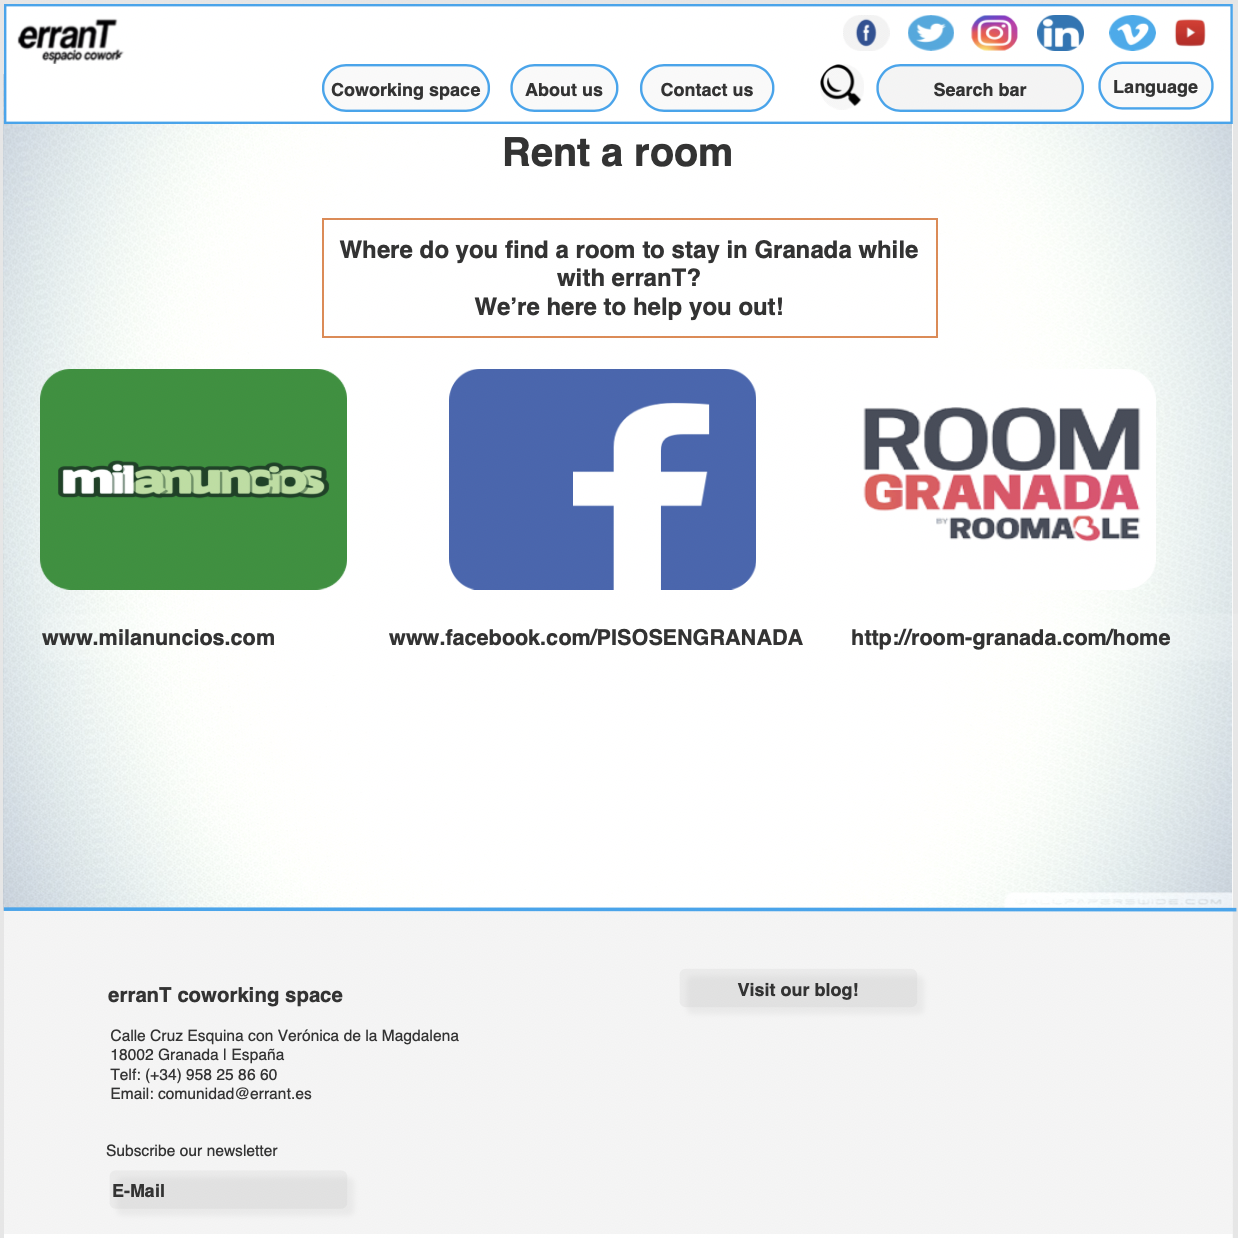 erranT
espacio cowork
Coworking space
About us
Contact us
Search bar
Language
Rent a room
Where do you find a room to stay in Granada while
with erranT?
We’re here to help you out!
milanuncios
ROOM
GRANADA
BY ROOMABLE
www.milanuncios.com
www.facebook.com/PISOSENGRANADA
http://room-granada.com/home
erranT coworking space
Visit our blog!
Calle Cruz Esquina con Verónica de la Magdalena
18002 Granada | España
Telf: (+34) 958 25 86 60
Email: comunidad@errant.es
Subscribe our newsletter
E-Mail